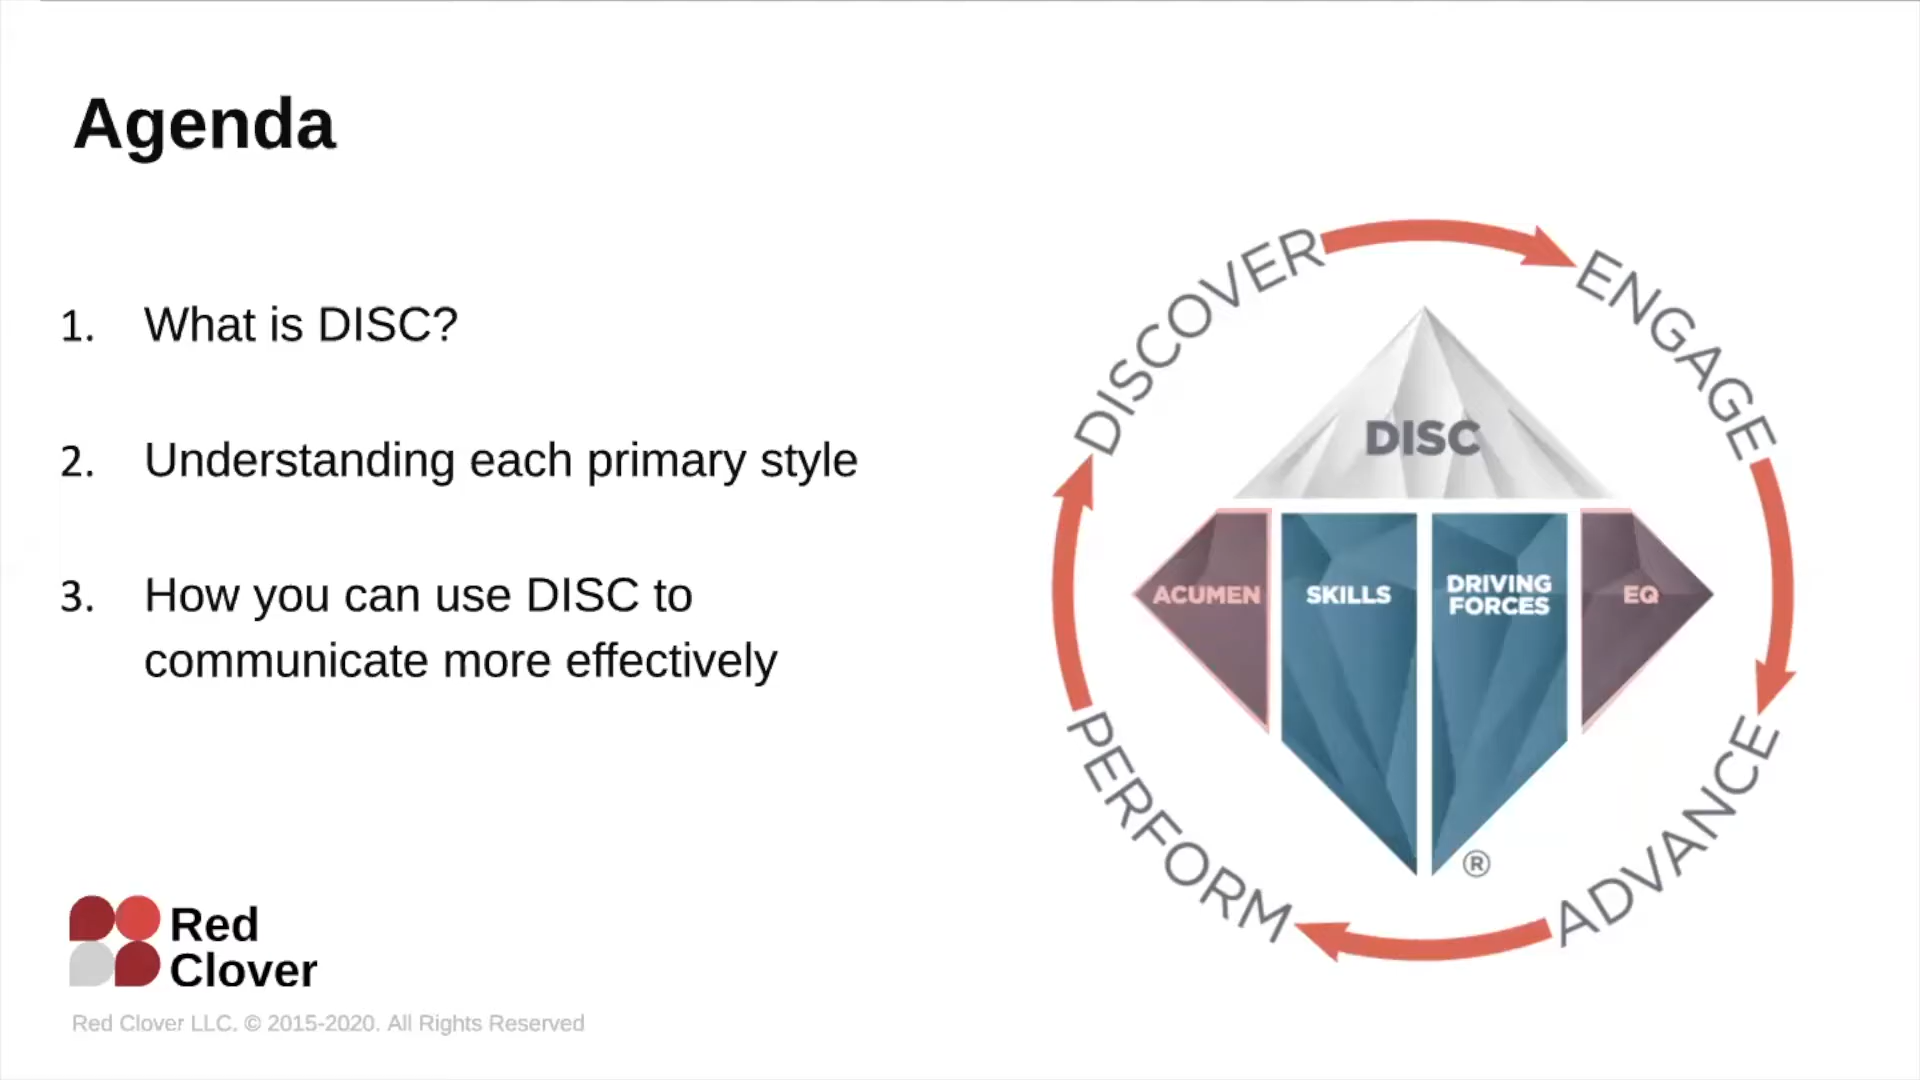 Agenda
1. What is DISC?
2. Understanding each primary style
3. How you can use DISC to
communicate more effectively
DISCOVER
ENGAGE
ADVANCE
PERFORM
DISC
ACUMEN
SKILLS
DRIVING
FORCES
EQ
®
Red
Clover
Red Clover LLC. © 2015-2020. All Rights Reserved